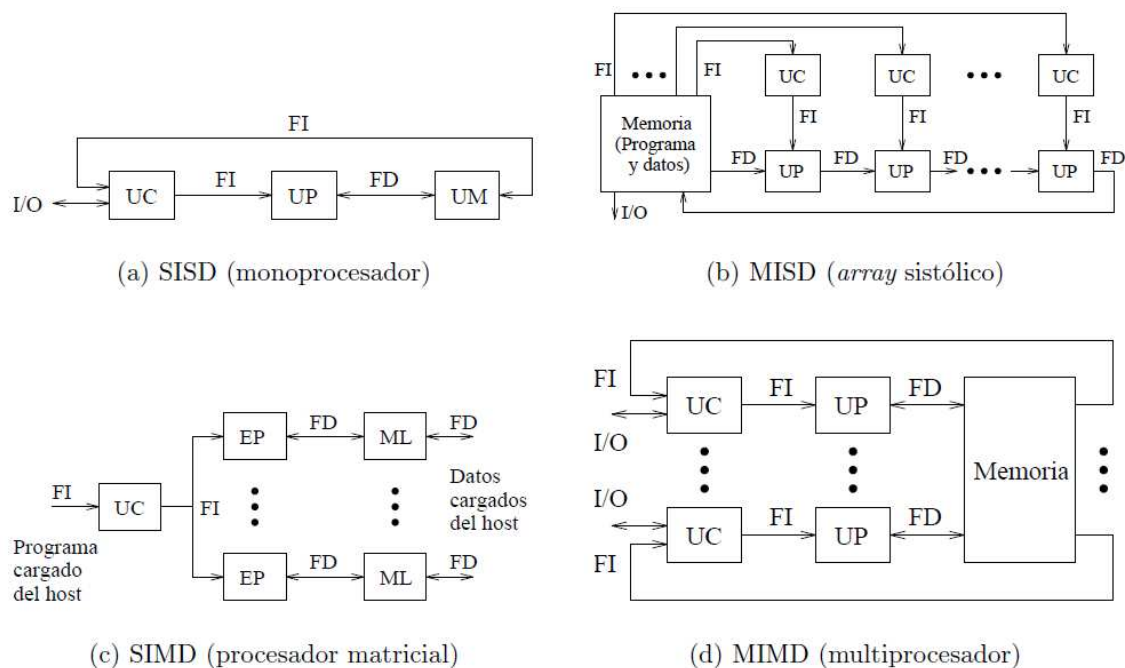 FI
I/O
UC
FI
UP
FD
UM
(a) SISD (monoprocesador)
FI
FI
UC
UC
UC
Memoria
(Programa
y datos)
FI
FI
FI
FD
UP
FD
UP
FD
UP
FD
I/O
(b) MISD (array sistólico)
FI
UC
FI
EP
FD
ML
FD
Datos
cargados
del host
Programa
cargado
del host
EP
FD
ML
FD
(c) SIMD (procesador matricial)
FI
I/O
UC
FI
UP
FD
Memoria
I/O
FI
UC
FI
UP
FD
(d) MIMD (multiprocesador)